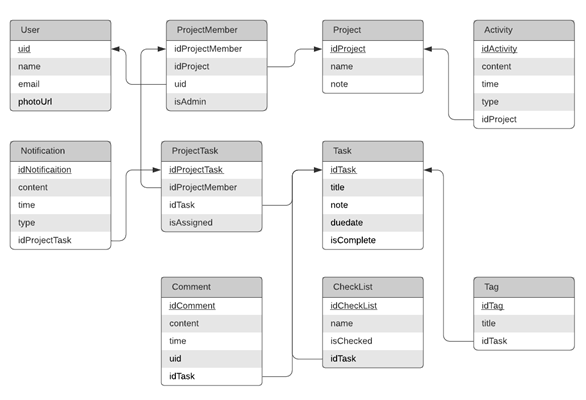 User
uid
name
email
photoUrl
ProjectMember
idProjectMember
idProject
uid
isAdmin
Project
idProject
name
note
Activity
idActivity
content
time
type
idProject
Notification
idNotificaition
content
time
type
idProjectTask
ProjectTask
idProjectTask
idProjectMember
idTask
isAssigned
Task
idTask
title
note
duedate
isComplete
Comment
idComment
content
time
uid
idTask
CheckList
idCheckList
name
isChecked
idTask
Tag
idTag
title
idTask